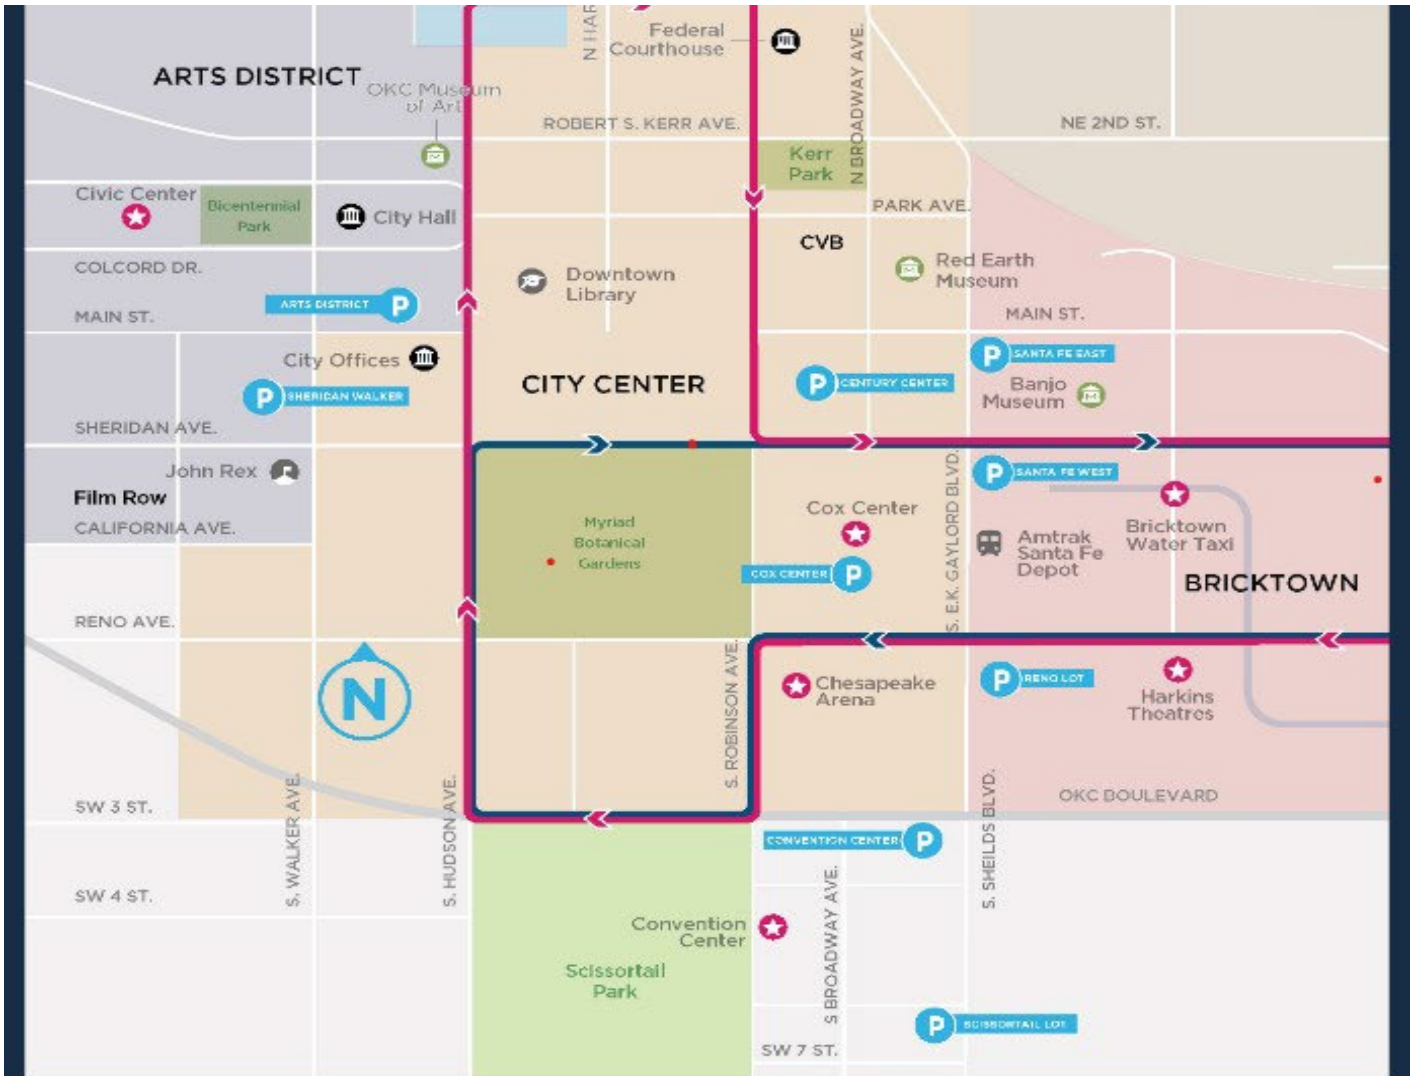 N HAR
Federal
Courthouse
N BROADWAY AVE.
ARTS DISTRICT
OKC Museum
of Art
ROBERT S. KERR AVE.
NE 2ND ST.
Kerr
Park
Civic Center
Bicentennial
Park
City Hall
PARK AVE.
CVB
COLCORD DR.
Downtown
Library
Red Earth
Museum
ARTS DISTRICT P
MAIN ST.
MAIN ST.
City Offices
P SANTA FE EAST
CITY CENTER
P CENTURY CENTER
Banjo
Museum
P SHERIDAN WALKER
SHERIDAN AVE.
John Rex
P SANTA FE WEST
Film Row
CALIFORNIA AVE.
Myriad
Botanical
Gardens
Cox Center
COX CENTER P
S. E.K. GAYLORD BLVD.
Amtrak
Santa Fe
Depot
Bricktown
Water Taxi
BRICKTOWN
RENO AVE.
N
S. ROBINSON AVE.
Chesapeake
Arena
P RENO LOT
Harkins
Theatres
SW 3 ST.
S. WALKER AVE.
S. HUDSON AVE.
S. SHEILDS BLVD.
OKC BOULEVARD
CONVENTION CENTER P
SW 4 ST.
Convention
Center
S BROADWAY AVE.
Scissortail
Park
P SCISSORTAIL LOT
SW 7 ST.